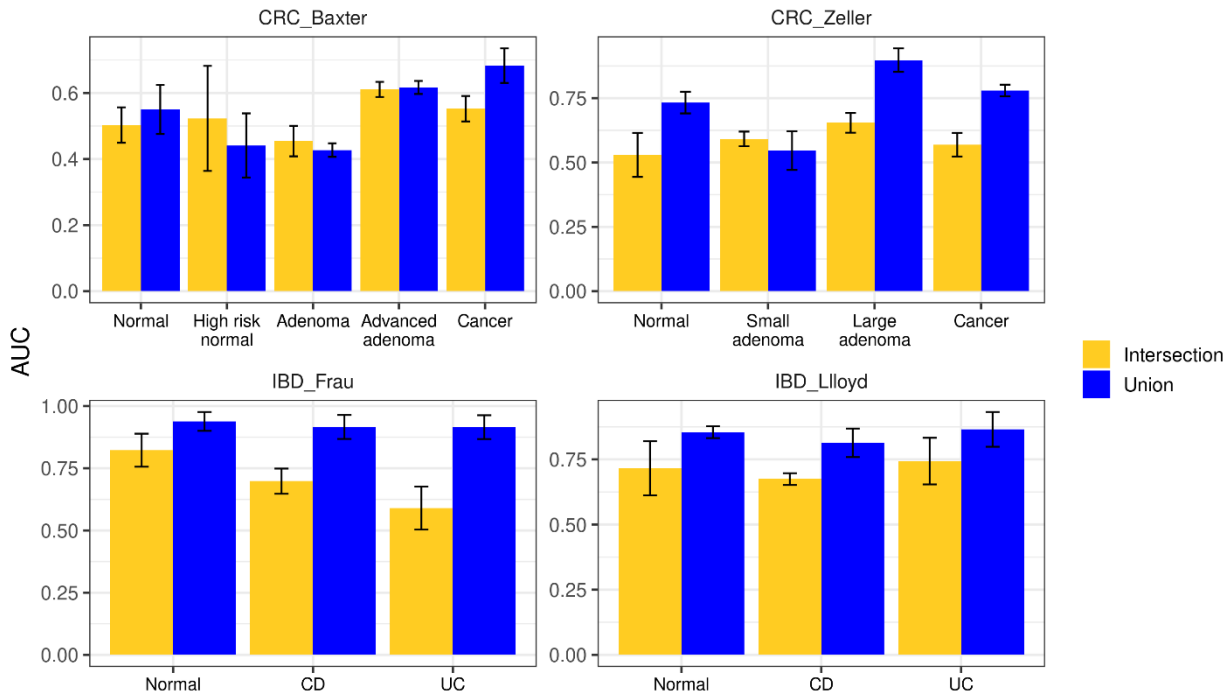 CRC_Baxter
CRC_Zeller
0.6
0.4
0.2
0.0
0.75
0.50
0.25
0.00
Normal
High risk
normal
Adenoma
Advanced
adenoma
Cancer
Normal
Small
adenoma
Large
adenoma
Cancer
AUC
IBD_Frau
IBD_Llloyd
1.00
0.75
0.50
0.25
0.00
0.75
0.50
0.25
0.00
Normal
CD
UC
Normal
CD
UC
Intersection
Union